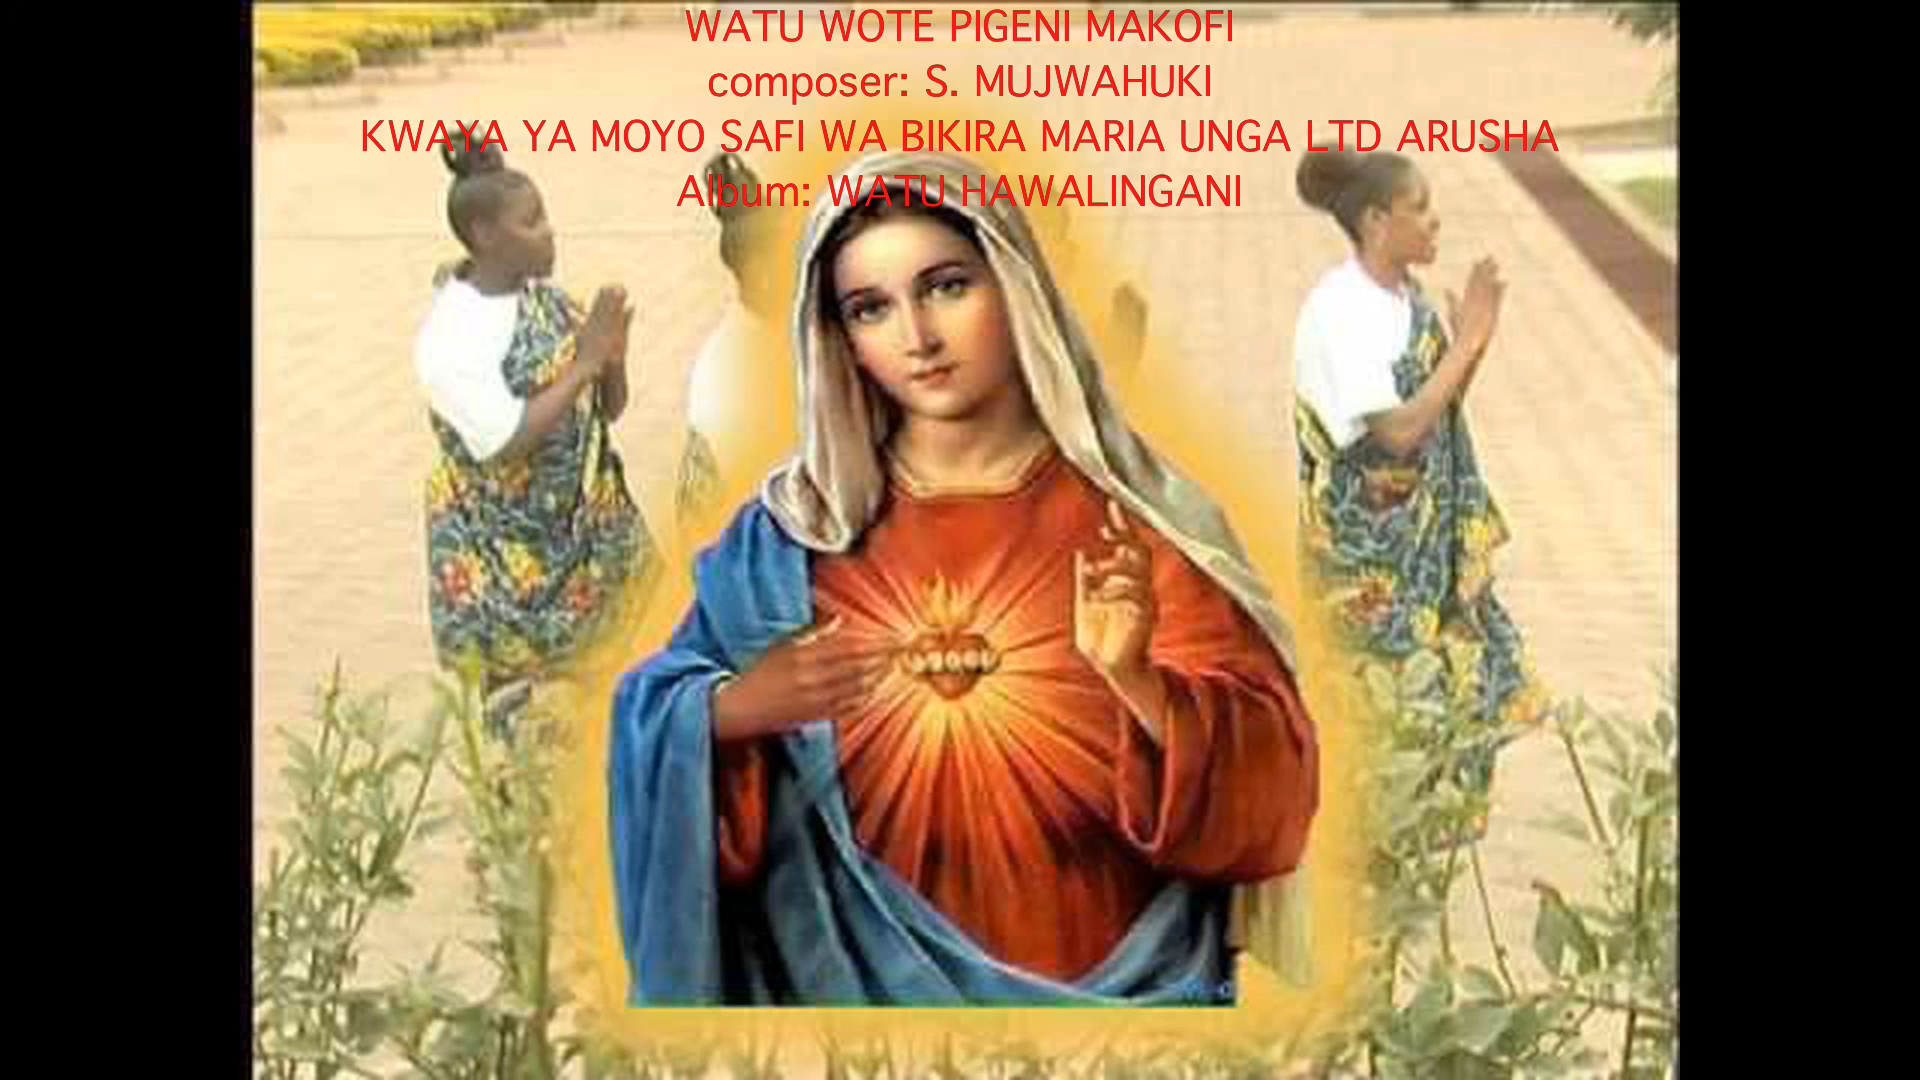 WATU WOTE PIGENI MAKOFI
composer: S. MUJWAHUKI
KWAYA YA MOYO SAFI WA BIKIRA MARIA UNGA LTD ARUSHA
Album: WATU HAWALINGANI